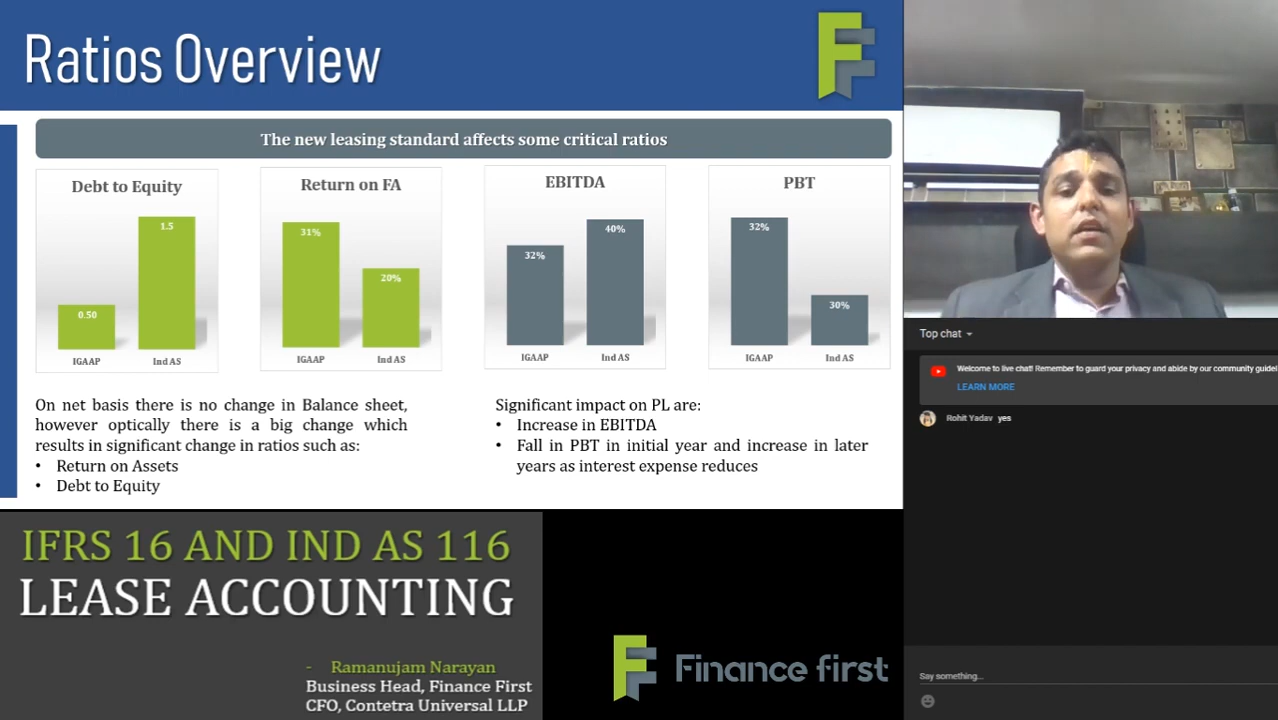 Ratios Overview
The new leasing standard affects some critical ratios
Debt to Equity
1.5
0.50
IGAAP
Ind AS
Return on FA
31%
20%
IGAAP
Ind AS
EBITDA
32%
40%
IGAAP
Ind AS
PBT
32%
30%
IGAAP
Ind AS
On net basis there is no change in Balance sheet,
however optically there is a big change which
results in significant change in ratios such as:
• Return on Assets
• Debt to Equity
Significant impact on PL are:
• Increase in EBITDA
• Fall in PBT in initial year and increase in later
years as interest expense reduces
IFRS 16 AND IND AS 116
LEASE ACCOUNTING
- Ramanujam Narayan
Business Head, Finance First
CFO, Contetra Universal LLP
Finance first
Top chat
Welcome to live chat! Remember to guard your privacy and abide by our community guidel
LEARN MORE
Rohit Yadav yes
Say something...